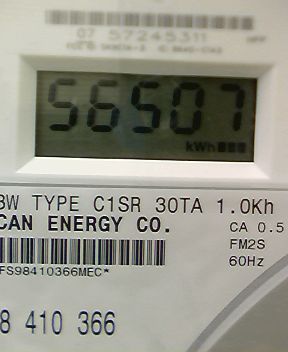 07 57245311
56507
kWh
3W TYPE C1SR 30TA 1.0Kh
CAN ENERGY CO.
CA 0.5
FM2S
60Hz
FS98410366MEC*
8 410 366